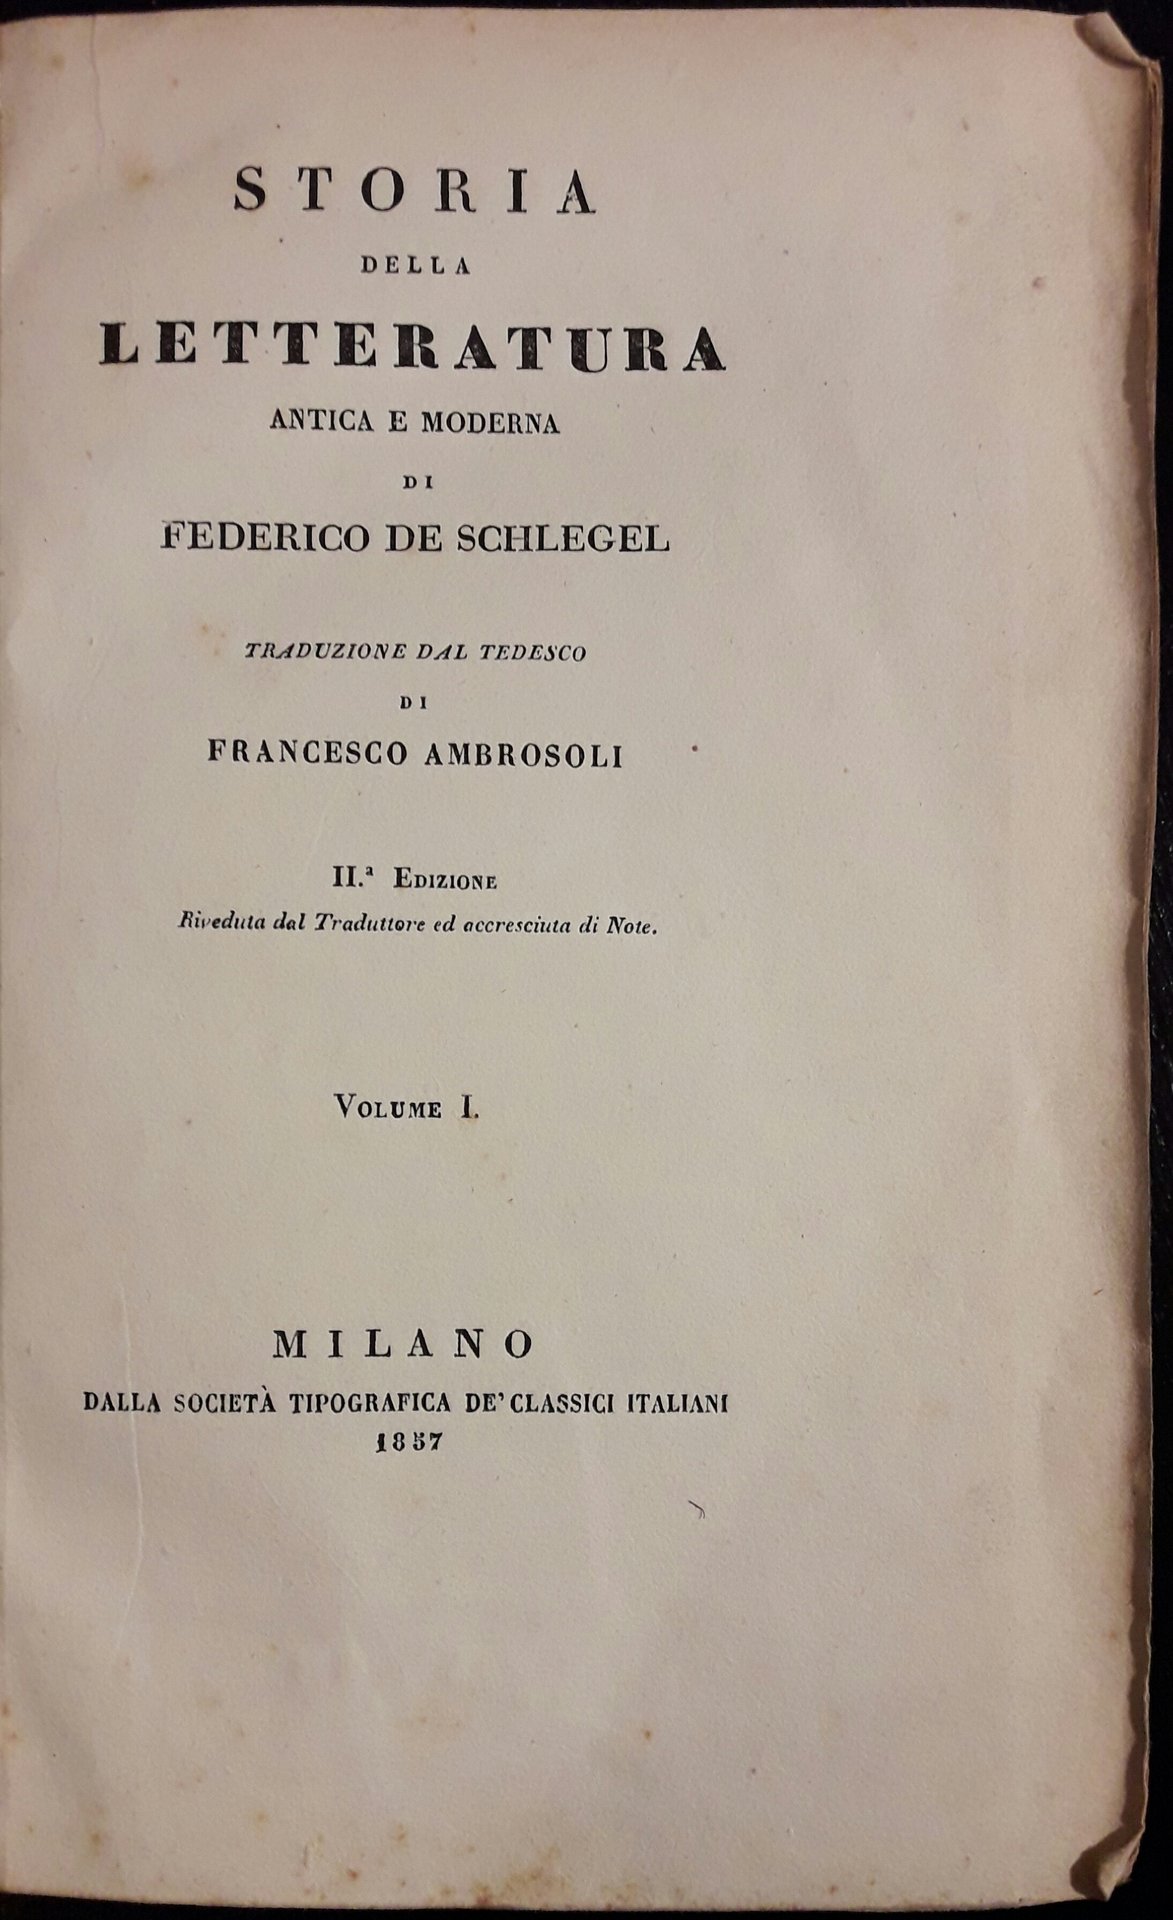 STORIA
DELLA
LETTERATURA
ANTICA E MODERNA
DI
FEDERICO DE SCHLEGEL
TRADUZIONE DAL TEDESCO
DI
FRANCESCO AMBROSOLI
II.ª EDIZIONE
Riveduta dal Traduttore ed accresciuta di Note.
VOLUME I.
MILANO
DALLA SOCIETÀ TIPOGRAFICA DE' CLASSICI ITALIANI
1857